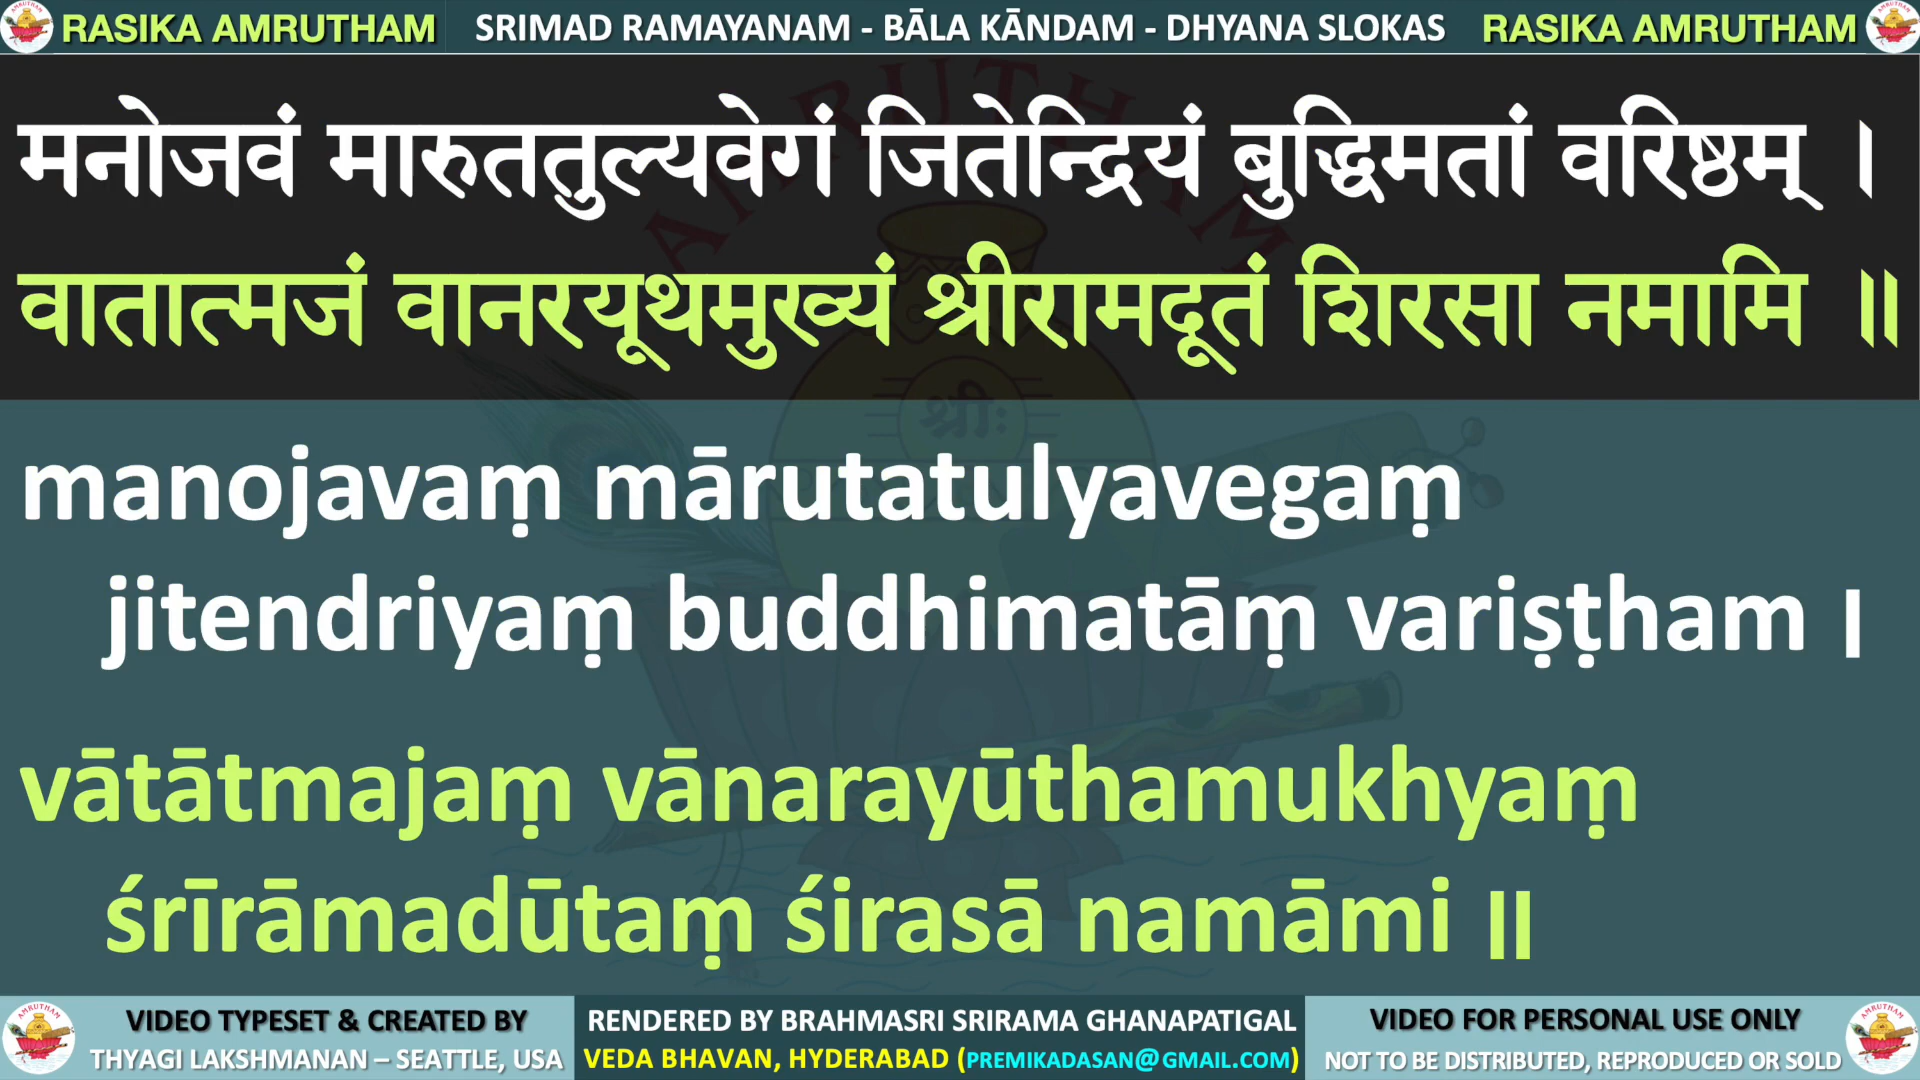 RASIKA AMRUTHAM SRIMAD RAMAYANAM - BĀLA KĀNDAM - DHYANA SLOKAS RASIKA AMRUTHAM
मनोजवं मारुततुल्यवेगं जितेन्द्रियं बुद्धिमतां वरिष्ठम् ।
वातात्मजं वानरयूथमुख्यं श्रीरामदूतं शिरसा नमामि ॥
manojavaṃ mārutatulyavegaṃ
jitendriyaṃ buddhimatāṃ variṣṭham ।
vātātmajaṃ vānarayūthamukhyaṃ
śrīrāmadūtaṃ śirasā namāmi ॥
AMRUTHAM
श्रीः
VIDEO TYPESET & CREATED BY
THYAGI LAKSHMANAN – SEATTLE, USA
RENDERED BY BRAHMASRI SRIRAMA GHANAPATIGAL
VEDA BHAVAN, HYDERABAD (PREMIKADASAN@GMAIL.COM)
VIDEO FOR PERSONAL USE ONLY
NOT TO BE DISTRIBUTED, REPRODUCED OR SOLD